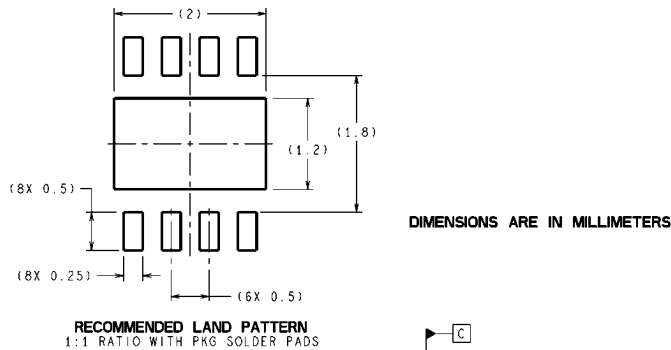 (2)
(1.8)
(1.2)
(8X 0.5)
DIMENSIONS ARE IN MILLIMETERS
(8X 0.25)
(6X 0.5)
RECOMMENDED LAND PATTERN
1:1 RATIO WITH PKG SOLDER PADS
C